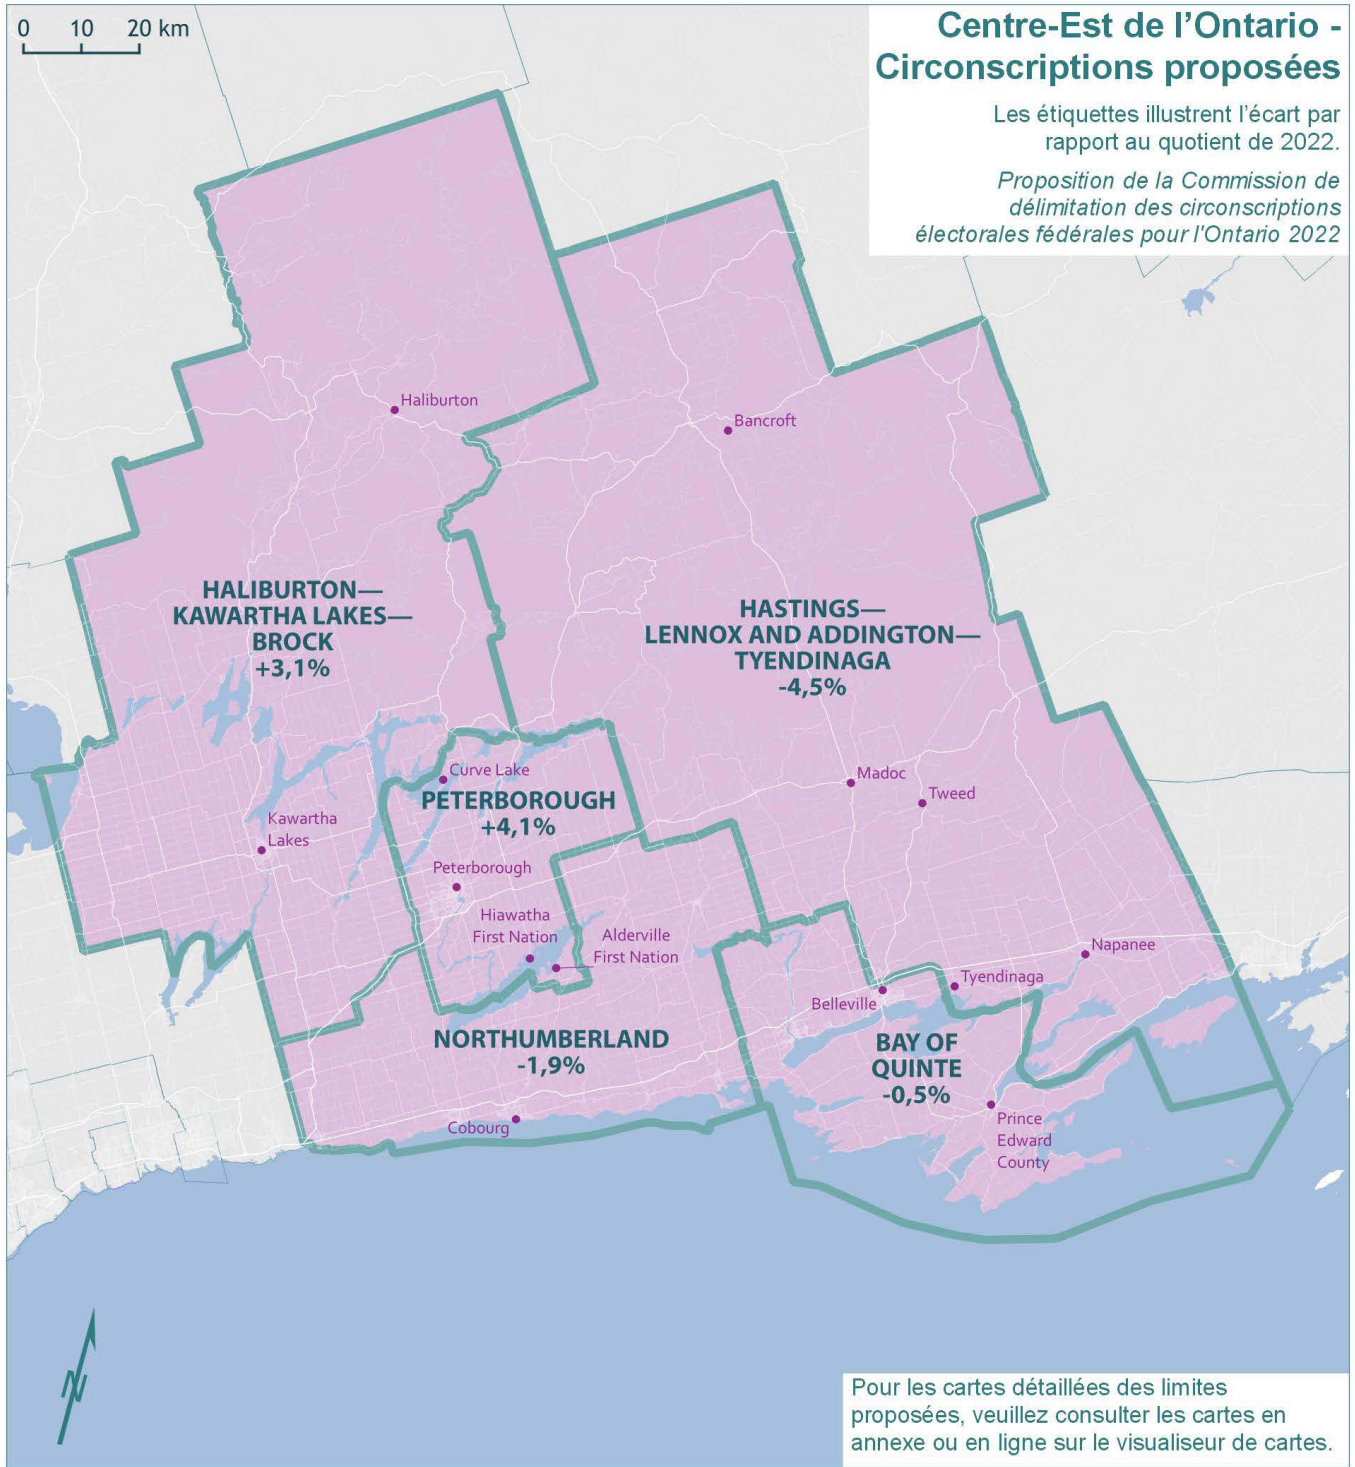 0 10 20 km
Centre-Est de l'Ontario -
Circonscriptions proposées
Les étiquettes illustrent l'écart par
rapport au quotient de 2022.
Proposition de la Commission de
délimitation des circonscriptions
électorales fédérales pour l'Ontario 2022
Haliburton
Bancroft
HALIBURTON—
KAWARTHA LAKES—
BROCK
+3,1%
HASTINGS—
LENNOX AND ADDINGTON—
TYENDINAGA
-4,5%
Curve Lake
PETERBOROUGH
+4,1%
Madoc
Tweed
Kawartha
Lakes
Peterborough
Hiawatha
First Nation
Alderville
First Nation
Napanee
Tyendinaga
Belleville
NORTHUMBERLAND
-1,9%
BAY OF
QUINTE
-0,5%
Cobourg
Prince
Edward
County
N
Pour les cartes détaillées des limites
proposées, veuillez consulter les cartes en
annexe ou en ligne sur le visualiseur de cartes.